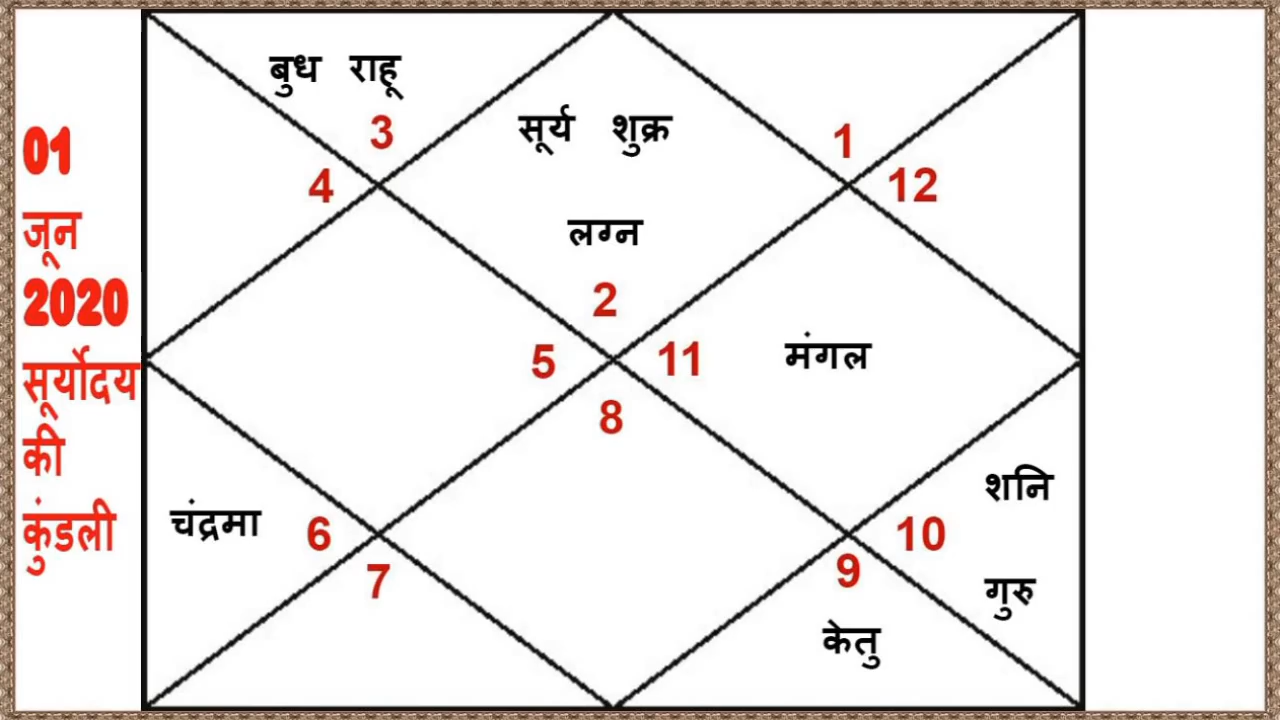 01
जून
2020
सूर्योदय
की
कुंडली
बुध राहू
3
4
सूर्य शुक्र
लग्न
2
1
12
5
11
मंगल
8
चंद्रमा 6
7
शनि
10
गुरु
9
केतु